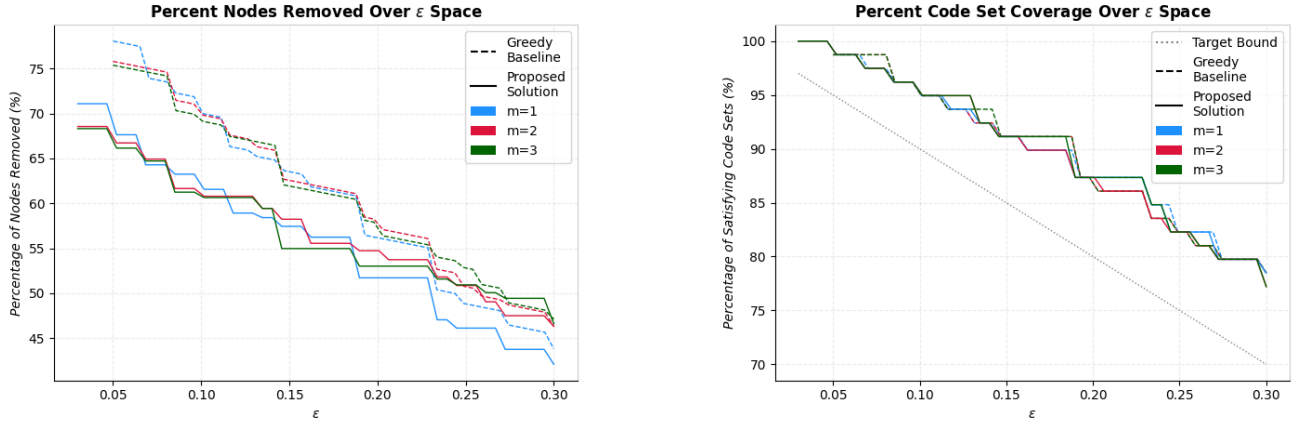 Percent Nodes Removed Over ε Space
Percentage of Nodes Removed (%)
75
70
65
60
55
50
45
0.05 0.10 0.15 0.20 0.25 0.30
ε
Greedy
Baseline
Proposed
Solution
m=1
m=2
m=3
Percent Code Set Coverage Over ε Space
Percentage of Satisfying Code Sets (%)
100
95
90
85
80
75
70
0.05 0.10 0.15 0.20 0.25 0.30
ε
Target Bound
Greedy
Baseline
Proposed
Solution
m=1
m=2
m=3